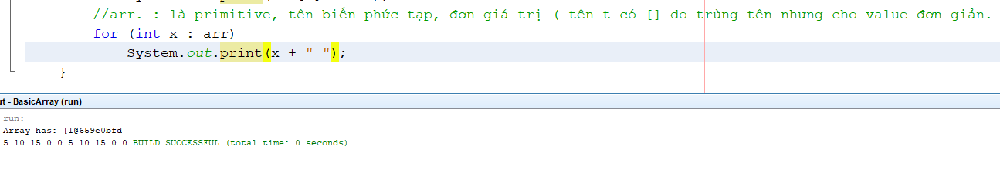 //arr. : là primitive, tên biến phức tạp, đơn giá trị ( tên t có [] do trùng tên nhưng cho value đơn giản.
for (int x : arr)
System.out.print(x + " ");
}
ut - BasicArray (run)
run:
Array has: [I@659e0bfd
5 10 15 0 0 5 10 15 0 0 BUILD SUCCESSFUL (total time: 0 seconds)